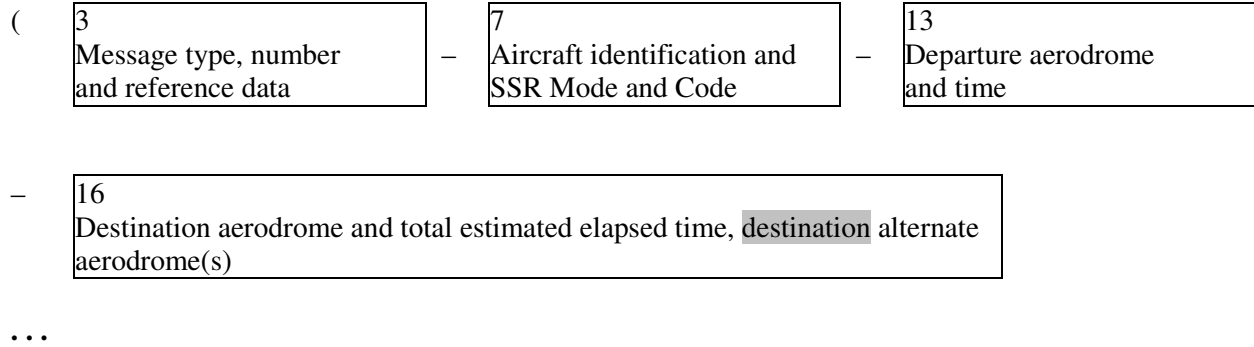 ( 3 7 13
Message type, number – Aircraft identification and – Departure aerodrome
and reference data SSR Mode and Code and time
– 16
Destination aerodrome and total estimated elapsed time, destination alternate
aerodrome(s)
. . .